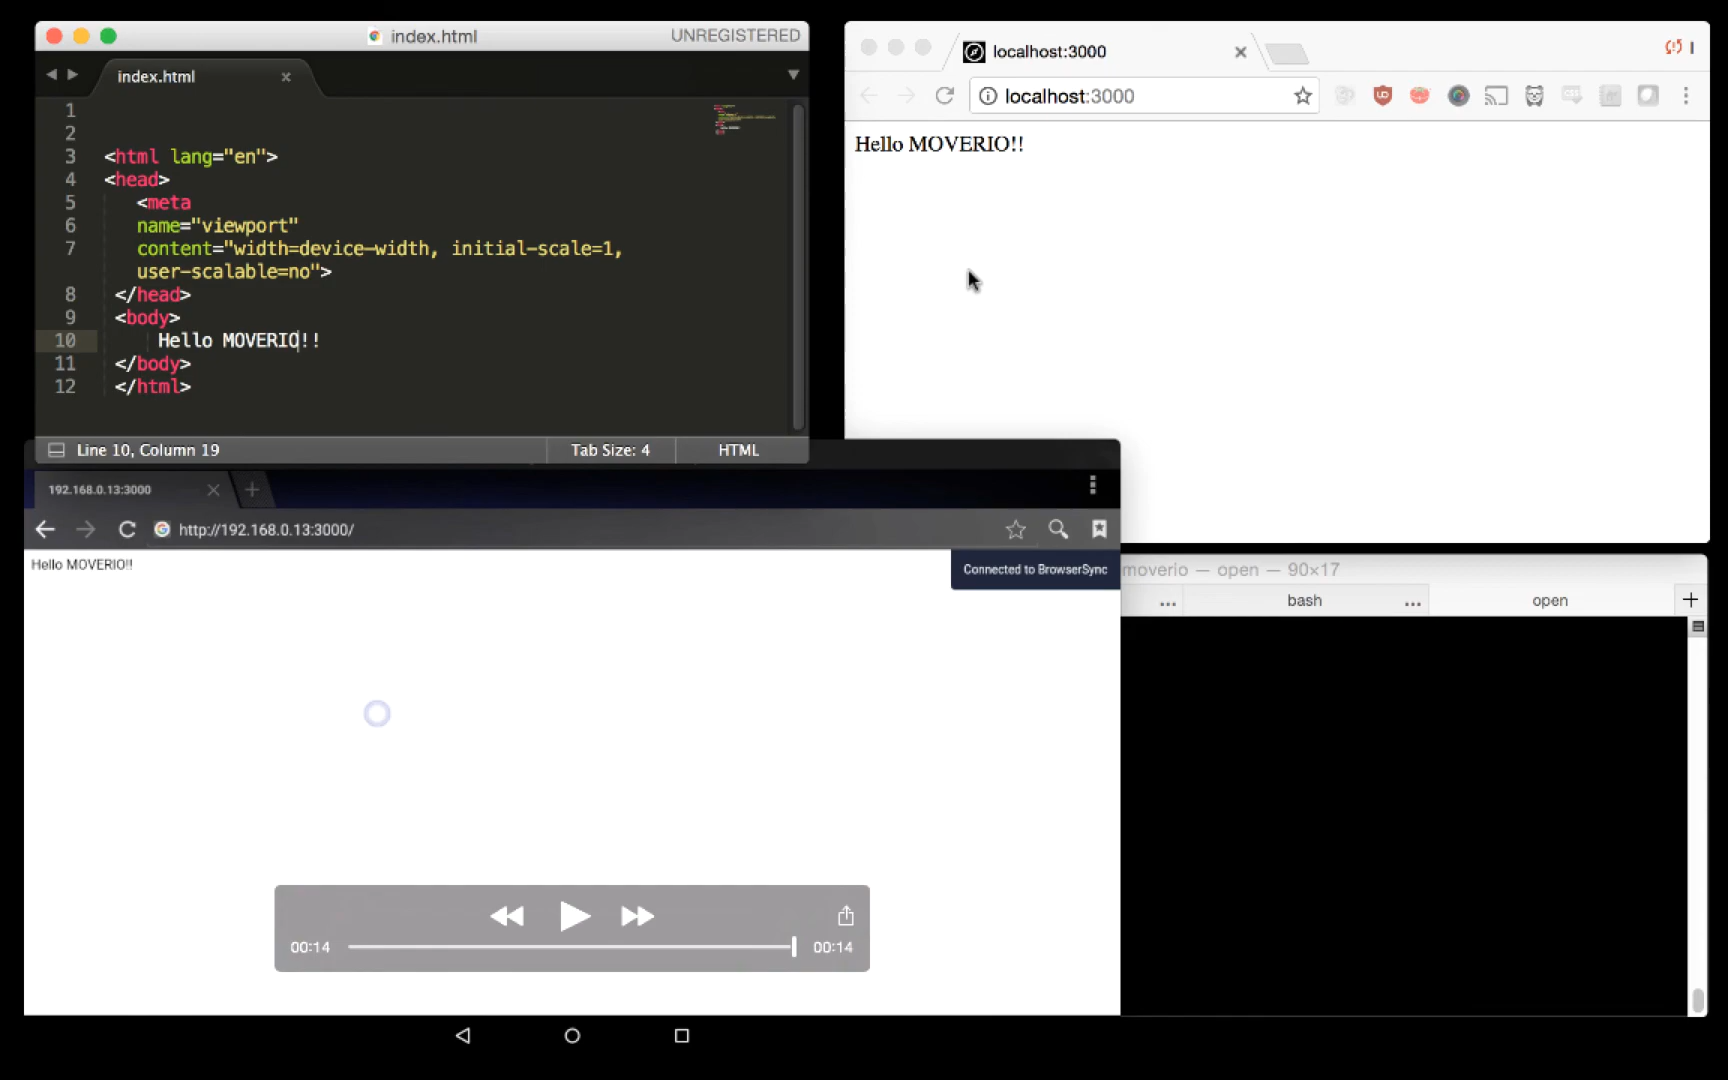 index.html
UNREGISTERED
index.html
1
2
3 <html lang="en">
4 <head>
5 <meta
6 name="viewport"
7 content="width=device-width, initial-scale=1,
user-scalable=no">
8 </head>
9 <body>
10 Hello MOVERIO!!
11 </body>
12 </html>
Line 10, Column 19
Tab Size: 4
HTML
localhost:3000
localhost:3000
Hello MOVERIO!!
192.168.0.13:3000
http://192.168.0.13:3000/
Hello MOVERIO!!
Connected to BrowserSync
00:14
00:14
moverio — open — 90×17
...
bash
...
open